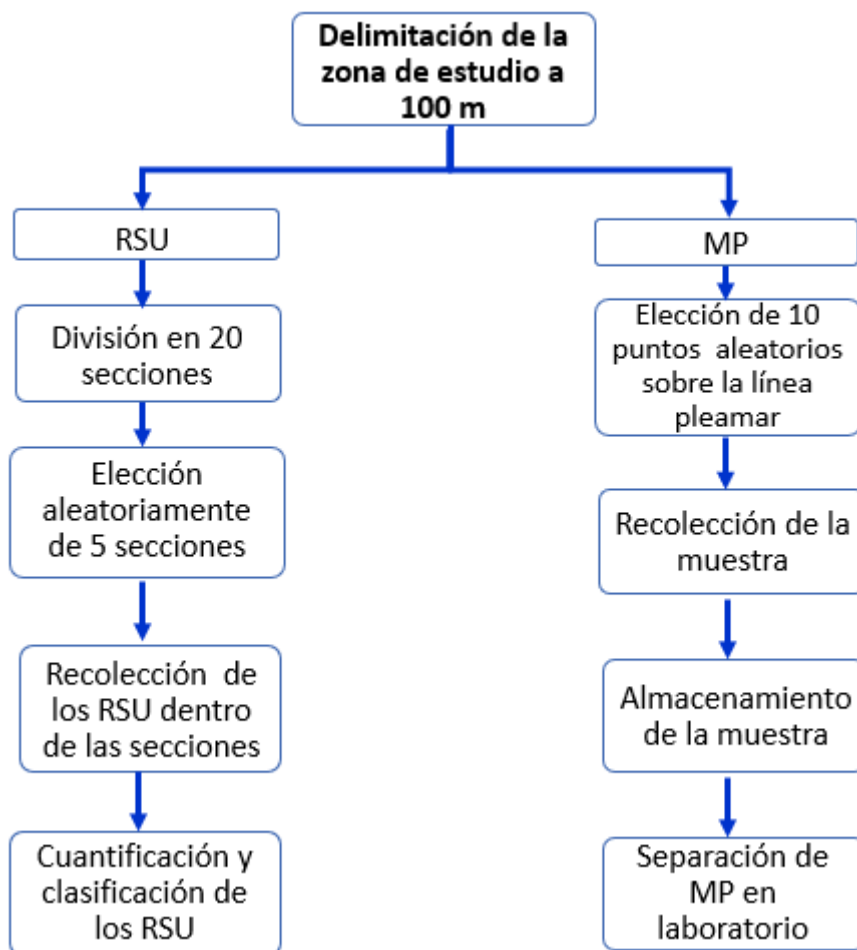 Delimitación de la
zona de estudio a
100 m
RSU
División en 20
secciones
Elección
aleatoriamente
de 5 secciones
Recolección de
los RSU dentro
de las secciones
Cuantificación y
clasificación de
los RSU
MP
Elección de 10
puntos aleatorios
sobre la línea
pleamar
Recolección de la
muestra
Almacenamiento
de la muestra
Separación de
MP en
laboratorio